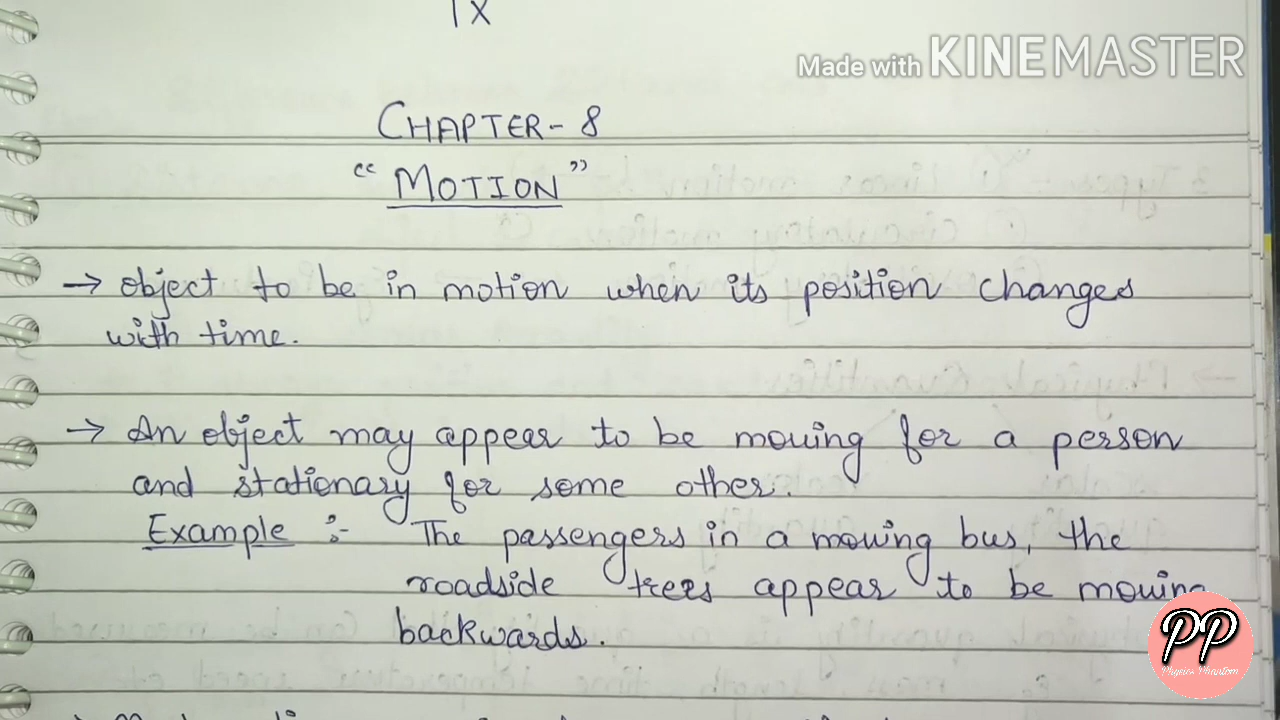 IX
Made with KINEMASTER
CHAPTER-8
"MOTION"
→ object to be in motion when its position changes
with time.
→ An object may appear to be moving for a person
and stationary for some other.
Example :- The passengers in a moving bus, the
roadside trees appear to be moving
backwards.
PP
Physics Phantom